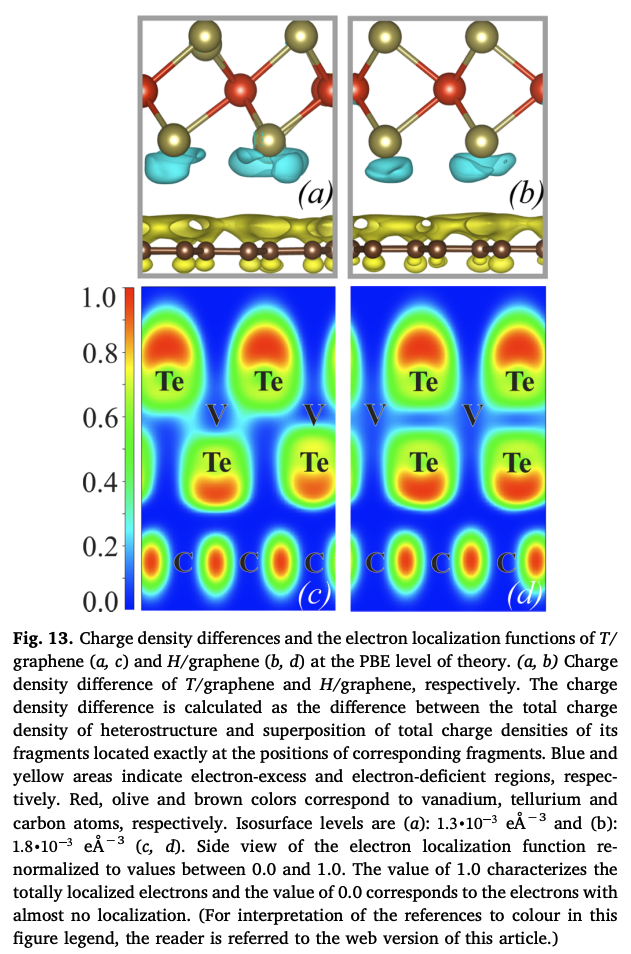 (a) (b)
1.0
0.8
0.6
0.4
0.2
0.0
Te Te
V V
Te Te
C C C
(c)
Te Te
V V
Te Te
C C C
(d)
Fig. 13. Charge density differences and the electron localization functions of T/
graphene (a, c) and H/graphene (b, d) at the PBE level of theory. (a, b) Charge
density difference of T/graphene and H/graphene, respectively. The charge
density difference is calculated as the difference between the total charge
density of heterostructure and superposition of total charge densities of its
fragments located exactly at the positions of corresponding fragments. Blue and
yellow areas indicate electron-excess and electron-deficient regions, respec-
tively. Red, olive and brown colors correspond to vanadium, tellurium and
carbon atoms, respectively. Isosurface levels are (a): 1.3•10⁻³ eÅ⁻³ and (b):
1.8•10⁻³ eÅ⁻³ (c, d). Side view of the electron localization function re-
normalized to values between 0.0 and 1.0. The value of 1.0 characterizes the
totally localized electrons and the value of 0.0 corresponds to the electrons with
almost no localization. (For interpretation of the references to colour in this
figure legend, the reader is referred to the web version of this article.)